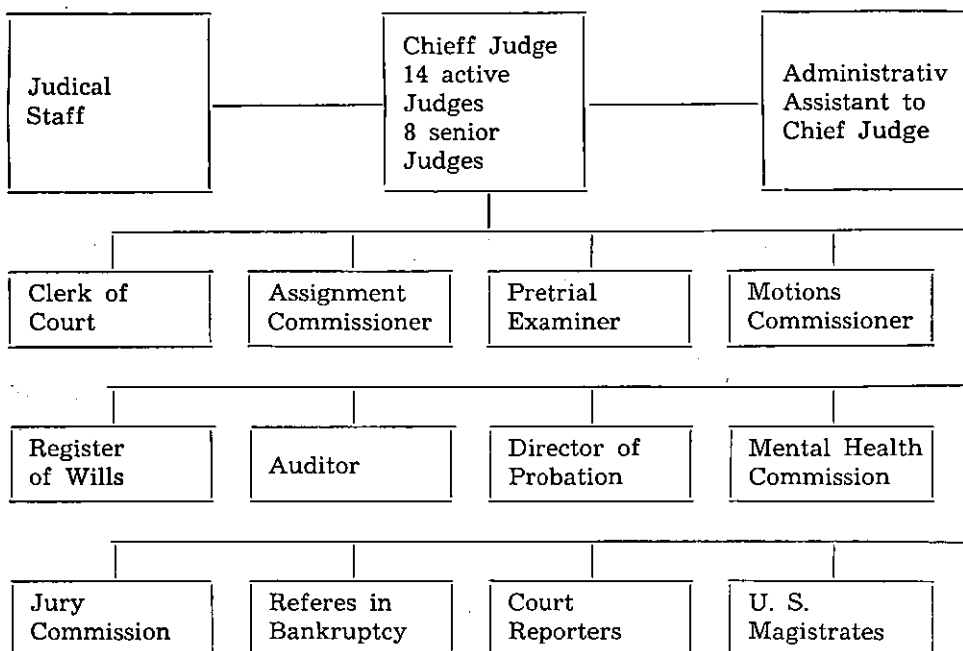 Judical
Staff
Chieff Judge
14 active
Judges
8 senior
Judges
Administrativ
Assistant to
Chief Judge
Clerk of
Court
Assignment
Commissioner
Pretrial
Examiner
Motions
Commissioner
Register
of Wills
Auditor
Director of
Probation
Mental Health
Commission
Jury
Commission
Referes in
Bankruptcy
Court
Reporters
U. S.
Magistrates